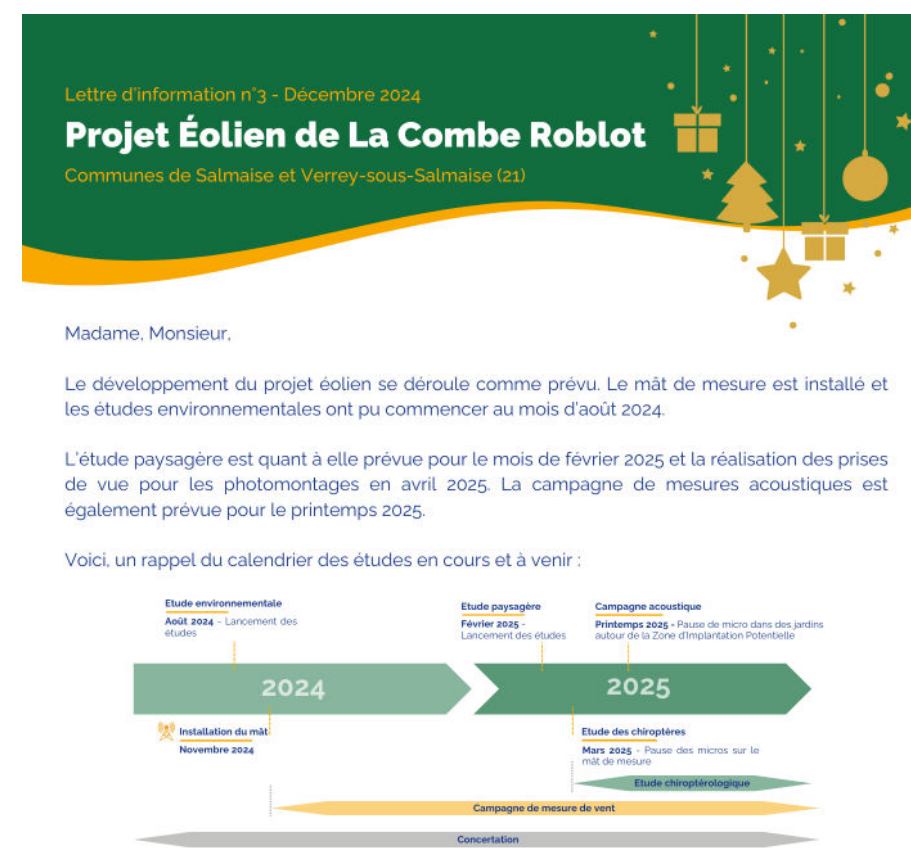 Lettre d'information n°3 - Décembre 2024
Projet Éolien de La Combe Roblot
Communes de Salmaise et Verrey-sous-Salmaise (21)
Madame, Monsieur,
Le développement du projet éolien se déroule comme prévu. Le mât de mesure est installé et
les études environnementales ont pu commencer au mois d'août 2024.
L'étude paysagère est quant à elle prévue pour le mois de février 2025 et la réalisation des prises
de vue pour les photomontages en avril 2025. La campagne de mesures acoustiques est
également prévue pour le printemps 2025.
Voici, un rappel du calendrier des études en cours et à venir :
Etude environnementale
Août 2024 - Lancement des
études
Etude paysagère
Février 2025 -
Lancement des études
Campagne acoustique
Printemps 2025 - Pause de micro dans des jardins
autour de la Zone d'Implantation Potentielle
2024
2025
Installation du mât
Novembre 2024
Etude des chiroptères
Mars 2025 - Pause des micros sur le
mât de mesure
Etude chiroptérologique
Campagne de mesure de vent
Concertation